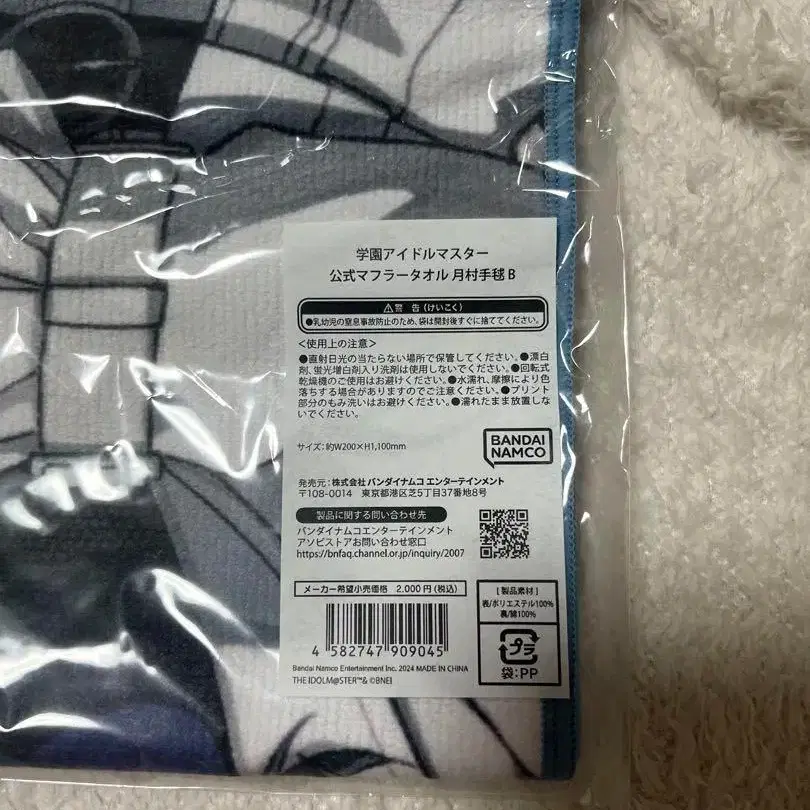 学園アイドルマスター
公式マフラータオル 月村手毬 B
⚠警 告 (けいこく)
●乳幼児の窒息事故防止のため、袋は開封後すぐに捨ててください。
＜使用上の注意＞
●直射日光の当たらない場所で保管してください。●漂白
剤、蛍光増白剤入り洗剤は使用しないでください。●回転式
乾燥機のご使用はお避けください。●水濡れ、摩擦により色
落ちする場合がありますのでご注意ください。●プリント
部分のもみ洗いはお避けください。●濡れたまま放置しな
いでください。
サイズ：約W200×H1,100mm
BANDAI
NAMCO
発売元：株式会社 バンダイナムコ エンターテインメント
〒108-0014 東京都港区芝5丁目37番地8号
製品に関する問い合わせ先
バンダイナムコエンターテインメント
アソビストアお問い合わせ窓口
https://bnfaq.channel.or.jp/inquiry/2007
メーカー希望小売価格 2,000円(税込)
[製品素材]
表/ポリエステル100%
裏/綿100%
プラ
袋：PP
4 582747 909045
Bandai Namco Entertainment Inc. 2024 MADE IN CHINA
THE IDOLM@STER™& ©BNEI